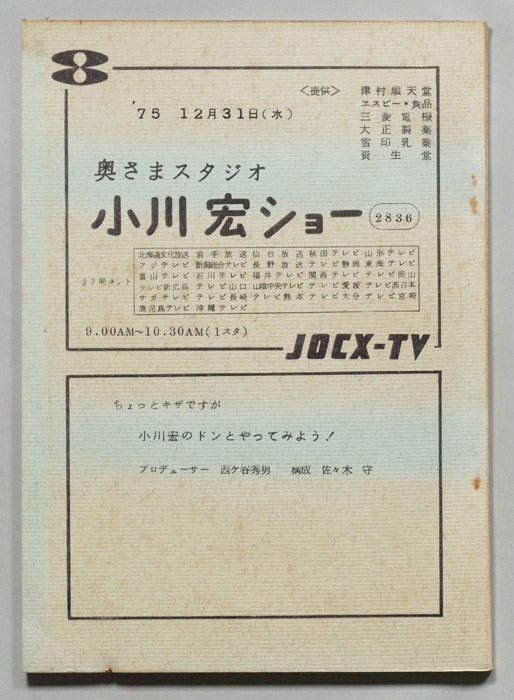 〈提供〉
津村順天堂
エスビー・食品
三菱電機
大正製薬
雪印乳業
資生堂
'75 12月31日(水)
奥さまスタジオ
小川宏ショー 2836
27局ネット
北海道文化放送 岩手放送 仙台放送 秋田テレビ 山形テレビ
フジテレビ 新潟総合テレビ 長野放送 テレビ静岡 東海テレビ
富山テレビ 石川テレビ 福井テレビ 関西テレビ テレビ岡山
テレビ新広島 テレビ山口 山陰中央テレビ テレビ愛媛 テレビ西日本
サガテレビ テレビ長崎 テレビ熊本 テレビ大分 テレビ宮崎
鹿児島テレビ 沖縄テレビ
9.00AM〜10.30AM(1スタ)
JOCX-TV
ちょっとキザですが
小川宏のドンとやってみよう!
プロデューサー 西ケ谷秀男 構成 佐々木 守